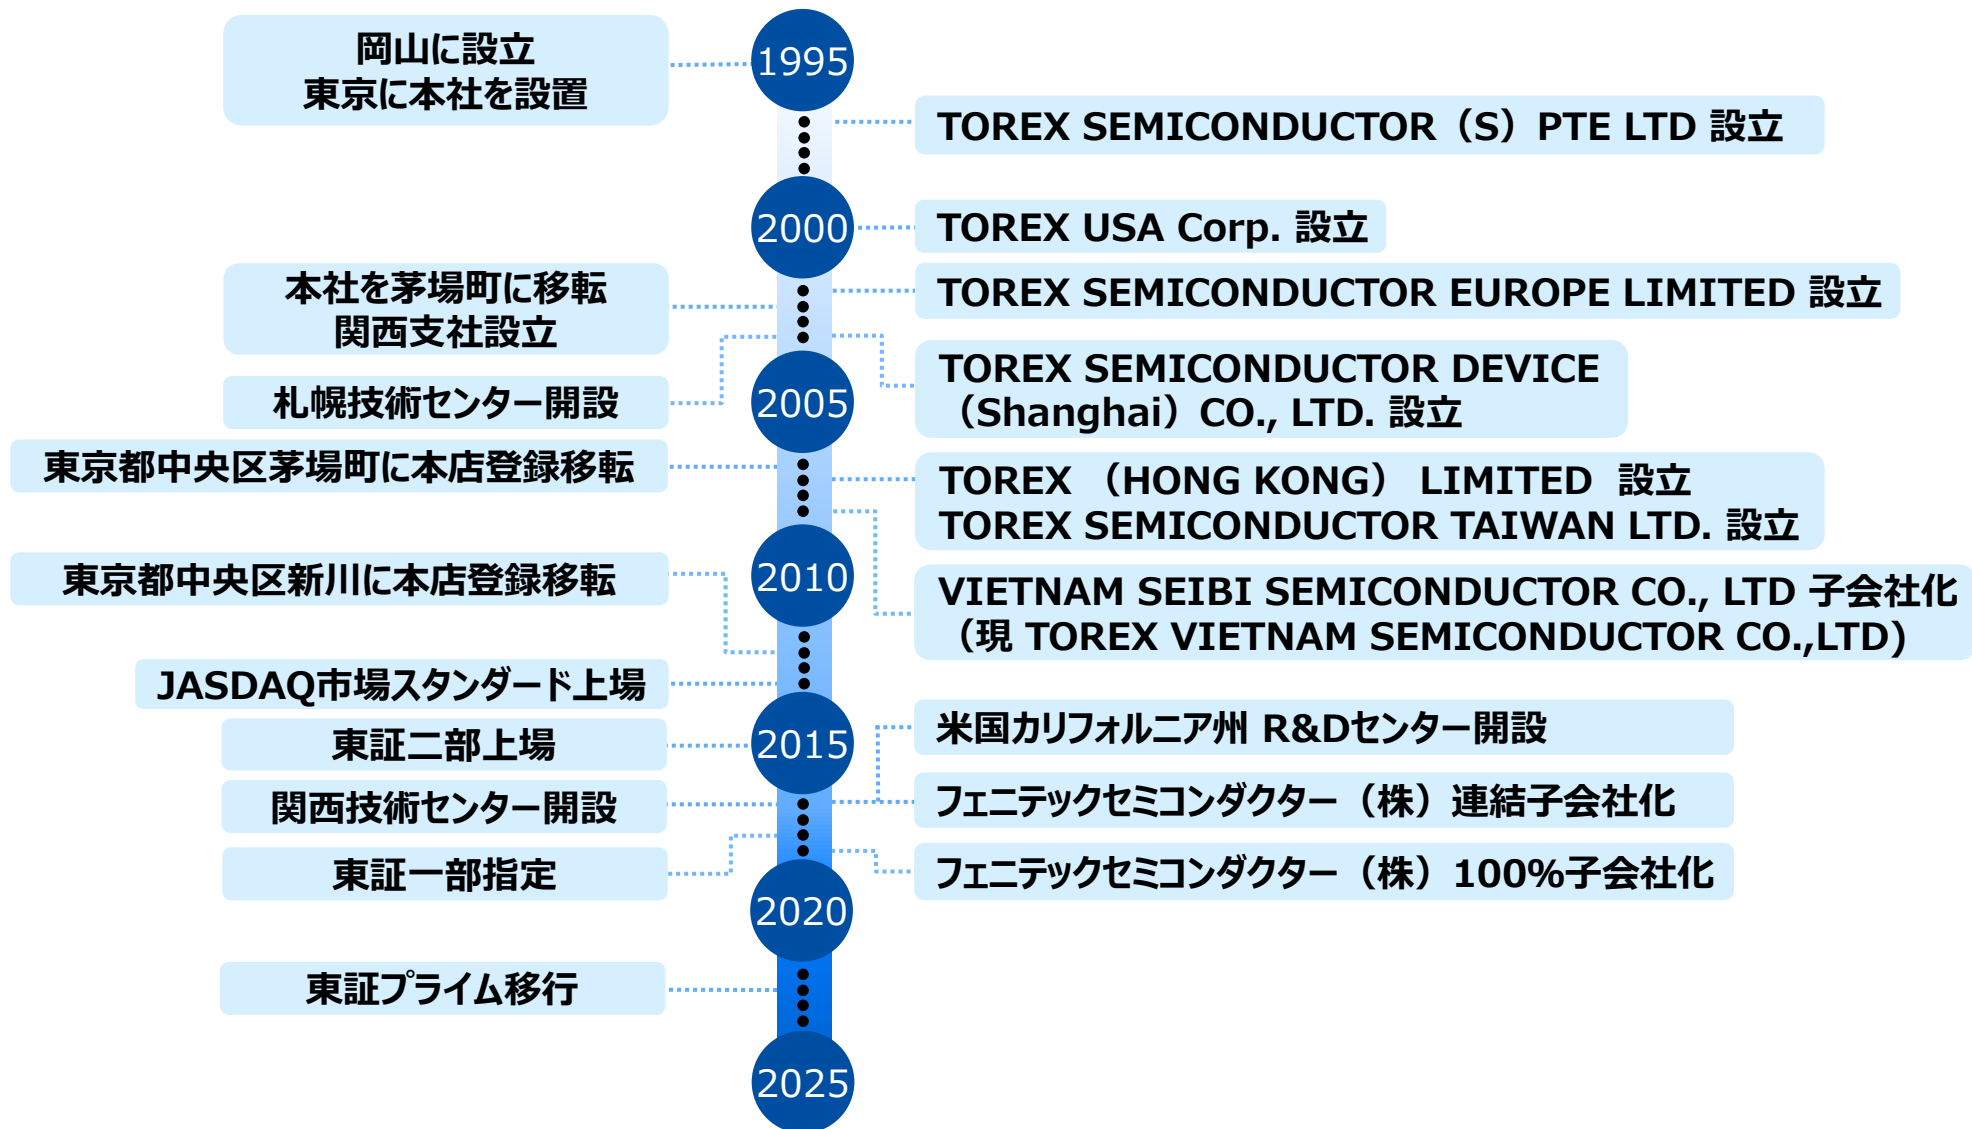 1995
岡山に設立
東京に本社を設置
TOREX SEMICONDUCTOR（S）PTE LTD 設立
2000
TOREX USA Corp. 設立
本社を茅場町に移転
関西支社設立
TOREX SEMICONDUCTOR EUROPE LIMITED 設立
札幌技術センター開設
TOREX SEMICONDUCTOR DEVICE
（Shanghai）CO., LTD. 設立
2005
東京都中央区茅場町に本店登録移転
TOREX （HONG KONG） LIMITED 設立
TOREX SEMICONDUCTOR TAIWAN LTD. 設立
2010
東京都中央区新川に本店登録移転
VIETNAM SEIBI SEMICONDUCTOR CO., LTD 子会社化
（現 TOREX VIETNAM SEMICONDUCTOR CO.,LTD)
JASDAQ市場スタンダード上場
2015
東証二部上場
米国カリフォルニア州 R&Dセンター開設
関西技術センター開設
フェニテックセミコンダクター（株）連結子会社化
東証一部指定
フェニテックセミコンダクター（株）100%子会社化
2020
東証プライム移行
2025